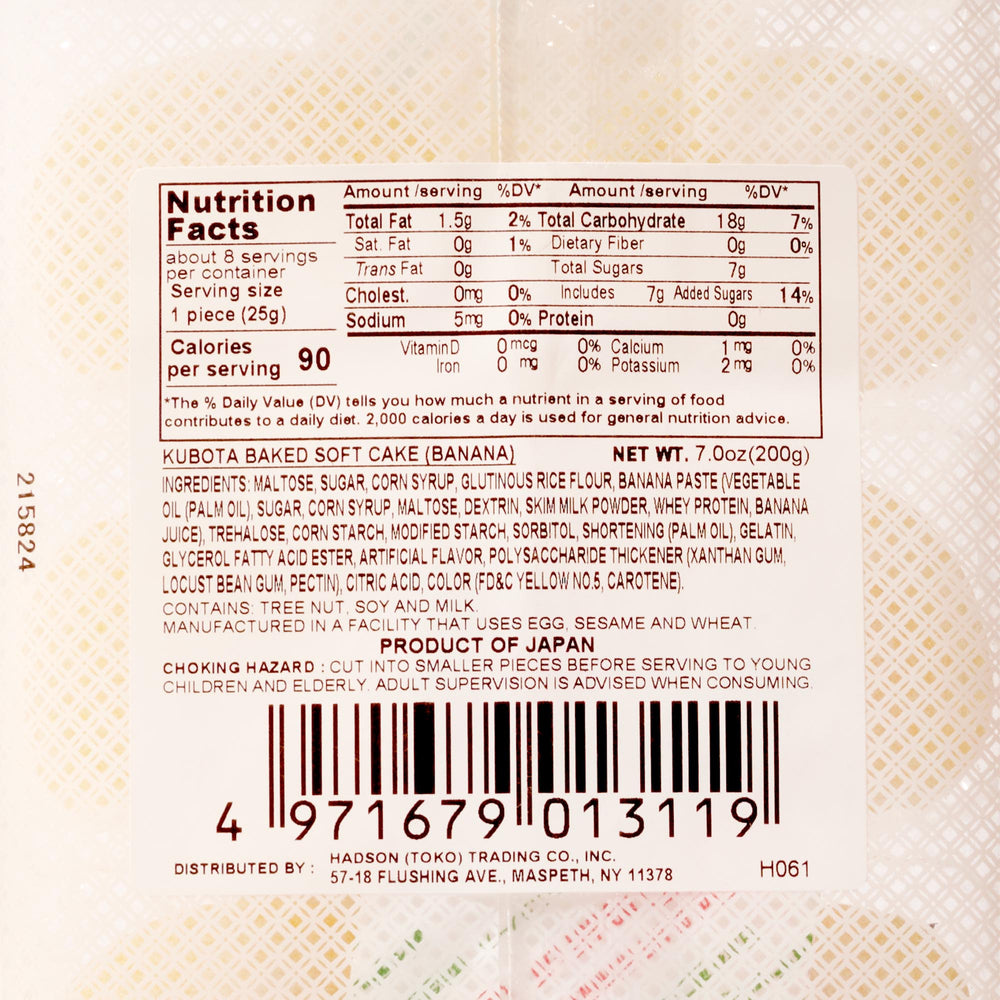 Nutrition
Facts
about 8 servings
per container
Serving size
1 piece (25g)
Calories
per serving 90
Amount /serving %DV* Amount /serving %DV*
Total Fat 1.5g 2% Total Carbohydrate 18g 7%
Sat. Fat 0g 1% Dietary Fiber 0g 0%
Trans Fat 0g Total Sugars 7g
Cholest. 0mg 0% Includes 7g Added Sugars 14%
Sodium 5mg 0% Protein 0g
Vitamin D 0 mcg 0% Calcium 1 mg 0%
Iron 0 mg 0% Potassium 2 mg 0%
*The % Daily Value (DV) tells you how much a nutrient in a serving of food
contributes to a daily diet. 2,000 calories a day is used for general nutrition advice.
KUBOTA BAKED SOFT CAKE (BANANA) NET WT. 7.0oz(200g)
INGREDIENTS: MALTOSE, SUGAR, CORN SYRUP, GLUTINOUS RICE FLOUR, BANANA PASTE (VEGETABLE
OIL (PALM OIL), SUGAR, CORN SYRUP, MALTOSE, DEXTRIN, SKIM MILK POWDER, WHEY PROTEIN, BANANA
JUICE), TREHALOSE, CORN STARCH, MODIFIED STARCH, SORBITOL, SHORTENING (PALM OIL), GELATIN,
GLYCEROL FATTY ACID ESTER, ARTIFICIAL FLAVOR, POLYSACCHARIDE THICKENER (XANTHAN GUM,
LOCUST BEAN GUM, PECTIN), CITRIC ACID, COLOR (FD&C YELLOW NO.5, CAROTENE).
CONTAINS: TREE NUT, SOY AND MILK.
MANUFACTURED IN A FACILITY THAT USES EGG, SESAME AND WHEAT.
PRODUCT OF JAPAN
CHOKING HAZARD : CUT INTO SMALLER PIECES BEFORE SERVING TO YOUNG
CHILDREN AND ELDERLY. ADULT SUPERVISION IS ADVISED WHEN CONSUMING.
4 971679 013119
DISTRIBUTED BY : HADSON (TOKO) TRADING CO., INC.
57-18 FLUSHING AVE., MASPETH, NY 11378
H061
215824